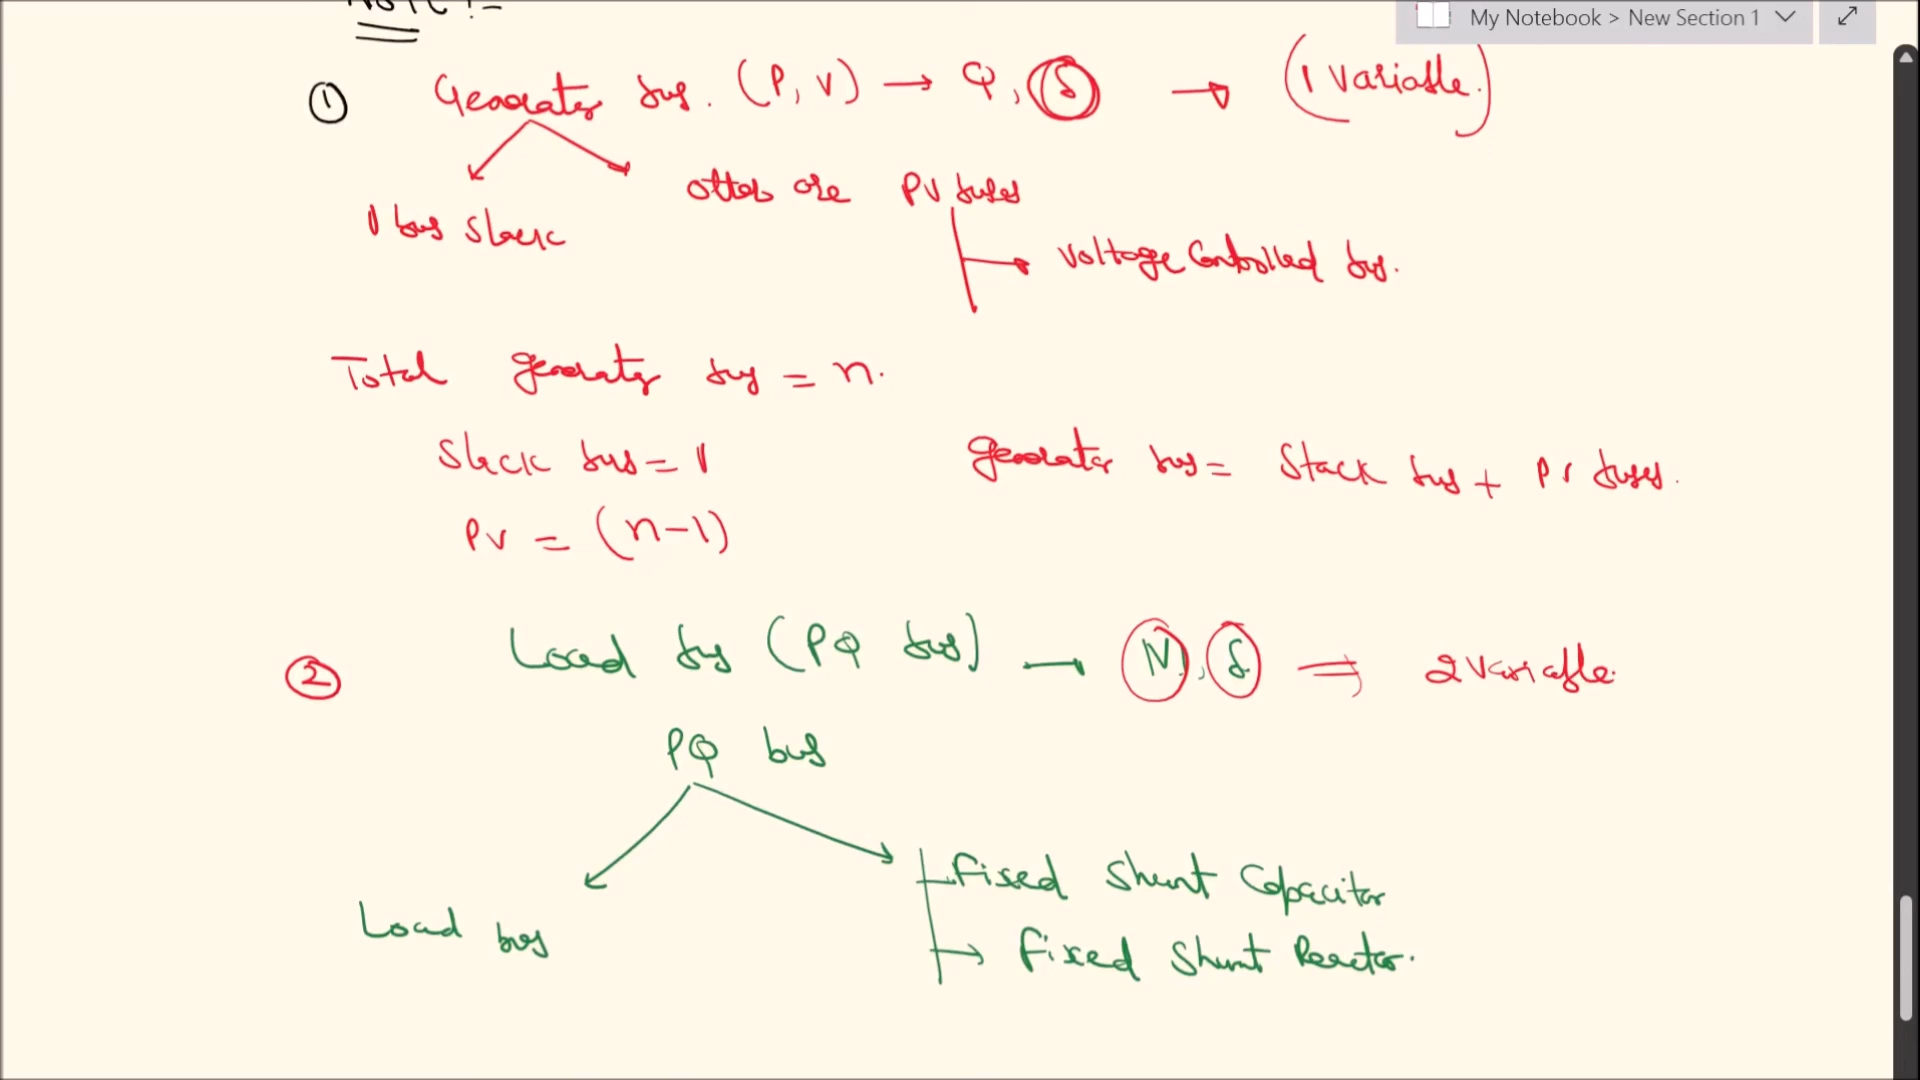 My Notebook > New Section 1
Note :-
① Generator bus. (P, V) → Q, δ → (1 Variable.)
others are PV buses
1 bus slack
Voltage Controlled bus.
Total generator bus = n.
Slack bus = 1
generator bus = Slack bus + PV buses.
PV = (n-1)
② Load bus (PQ bus) → |V|, δ ⇒ 2 variable.
PQ bus
Fixed Shunt Capacitor
Load bus
Fixed Shunt Reactor.